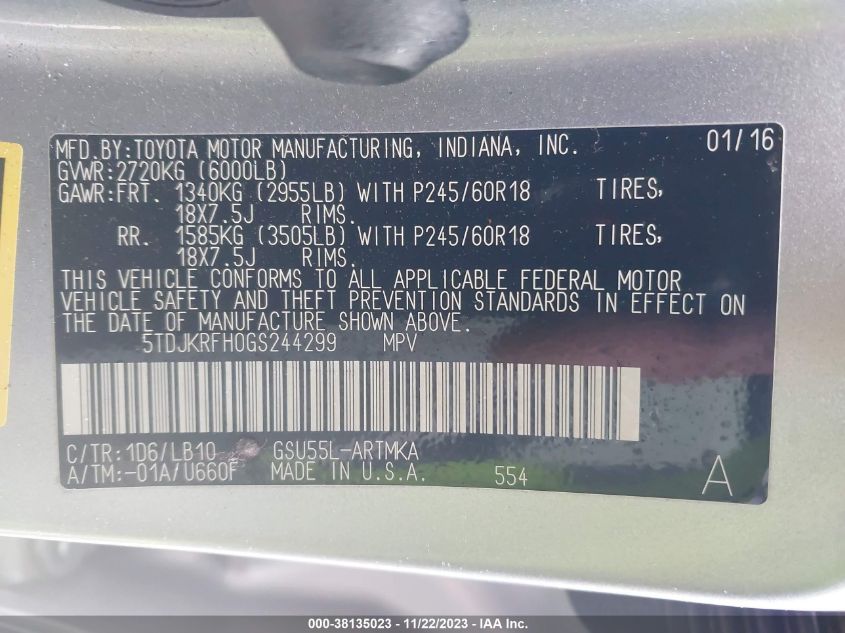 MFD.BY:TOYOTA MOTOR MANUFACTURING, INDIANA, INC. 01/16
GVWR:2720KG (6000LB)
GAWR:FRT. 1340KG (2955LB) WITH P245/60R18 TIRES,
18X7.5J RIMS.
RR. 1585KG (3505LB) WITH P245/60R18 TIRES,
18X7.5J RIMS.
THIS VEHICLE CONFORMS TO ALL APPLICABLE FEDERAL MOTOR
VEHICLE SAFETY AND THEFT PREVENTION STANDARDS IN EFFECT ON
THE DATE OF MANUFACTURE SHOWN ABOVE.
5TDJKRFH0GS244299 MPV
C/TR:1D6/LB10 GSU55L-ARTMKA
A/TM:-01A/U660F MADE IN U.S.A. 554 A
000-38135023 - 11/22/2023 - IAA Inc.